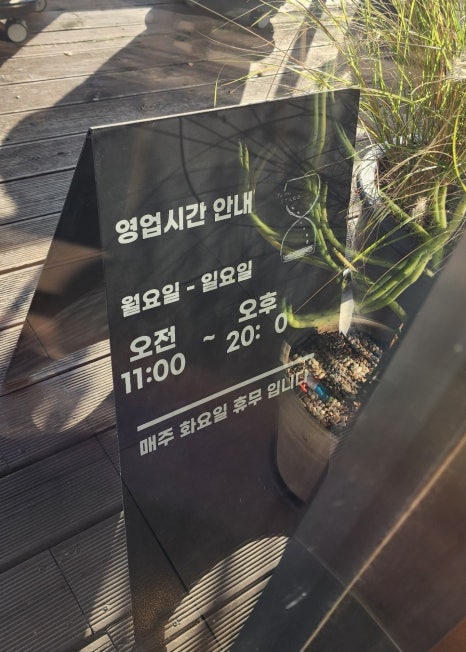 영업시간 안내
월요일 - 일요일
오전 오후
11:00 ~ 20: 0
매주 화요일 휴무 입니다